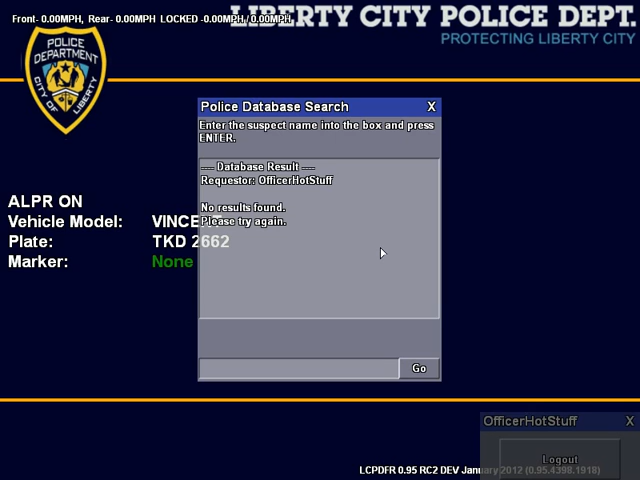 Front- 0.00MPH, Rear- 0.00MPH LOCKED -0.00MPH / 0.00MPH
LIBERTY CITY POLICE DEPT.
PROTECTING LIBERTY CITY
POLICE
DEPARTMENT
CITY OF LIBERTY
Police Database Search X
Enter the suspect name into the box and press
ENTER.
---- Database Result ----
Requestor: OfficerHotStuff
No results found.
Please try again.
ALPR ON
Vehicle Model: VINCENT
Plate: TKD 2662
Marker: None
Go
OfficerHotStuff X
Logout
LCPDFR 0.95 RC2 DEV January 2012 (0.95.4398.1918)